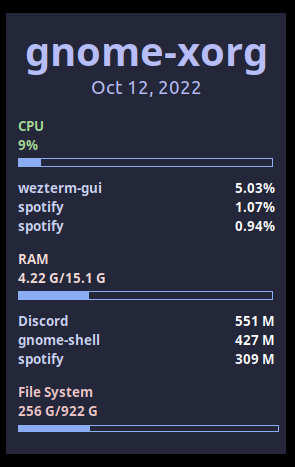 gnome-xorg
Oct 12, 2022
CPU
9%
wezterm-gui 5.03%
spotify 1.07%
spotify 0.94%
RAM
4.22 G/15.1 G
Discord 551 M
gnome-shell 427 M
spotify 309 M
File System
256 G/922 G